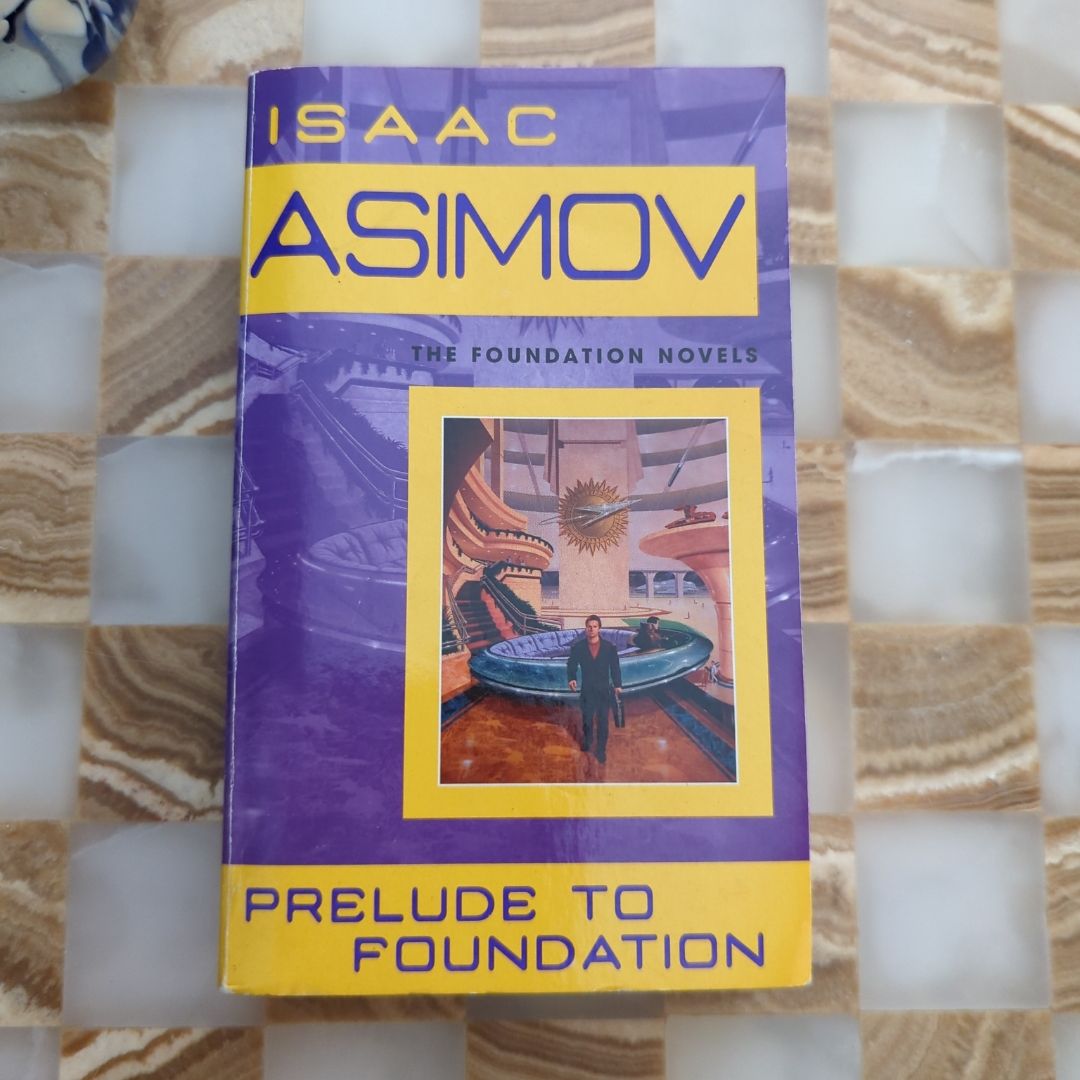 ISAAC
ASIMOV
THE FOUNDATION NOVELS
PRELUDE TO
FOUNDATION